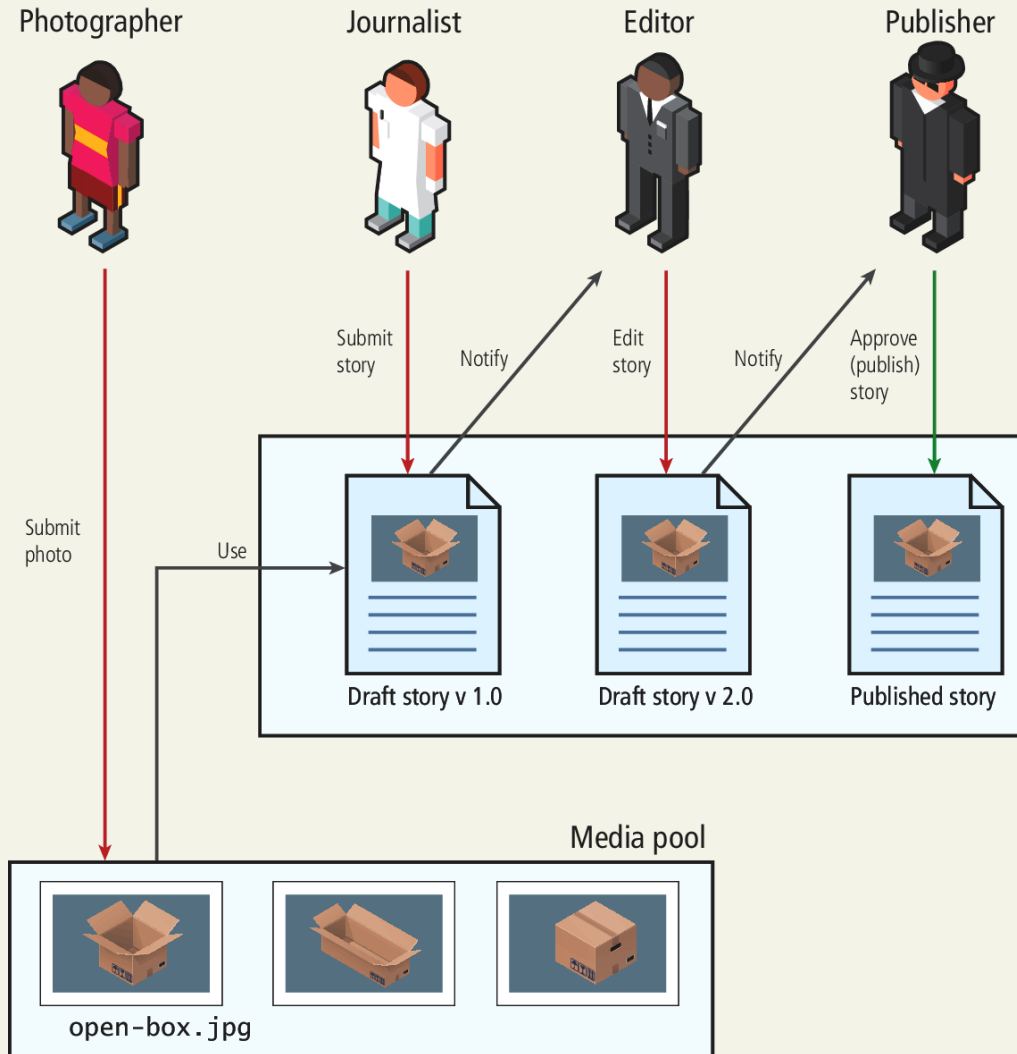 Photographer
Journalist
Editor
Publisher
Submit
story
Notify
Edit
story
Notify
Approve
(publish)
story
Submit
photo
Use
Draft story v 1.0
Draft story v 2.0
Published story
Media pool
open-box.jpg